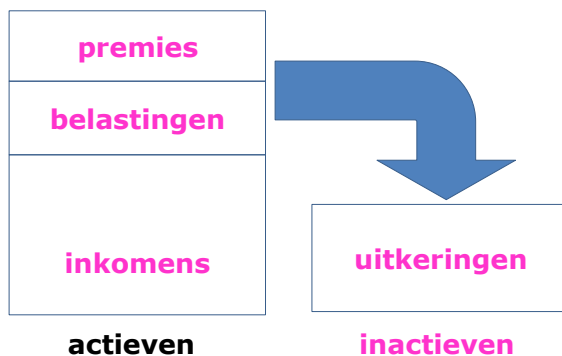 premies
belastingen
inkomens
uitkeringen
actieven
inactieven